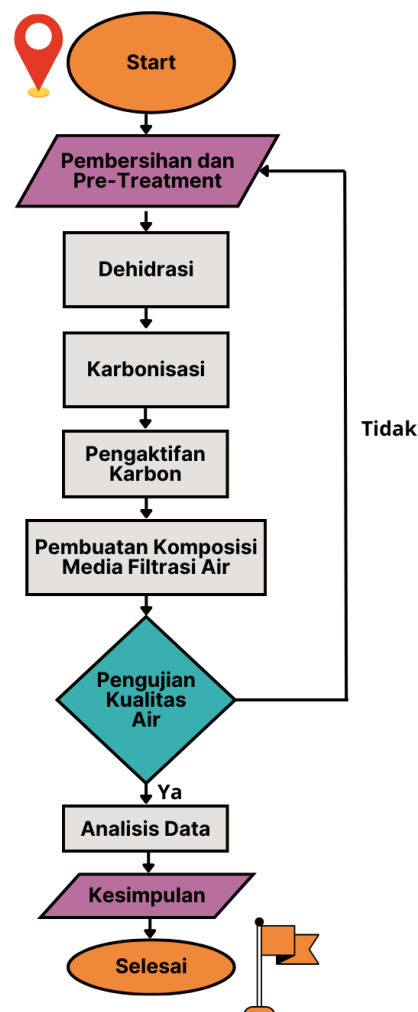 Start
Pembersihan dan
Pre-Treatment
Dehidrasi
Karbonisasi
Tidak
Pengaktifan
Karbon
Pembuatan Komposisi
Media Filtrasi Air
Pengujian
Kualitas
Air
Ya
Analisis Data
Kesimpulan
Selesai